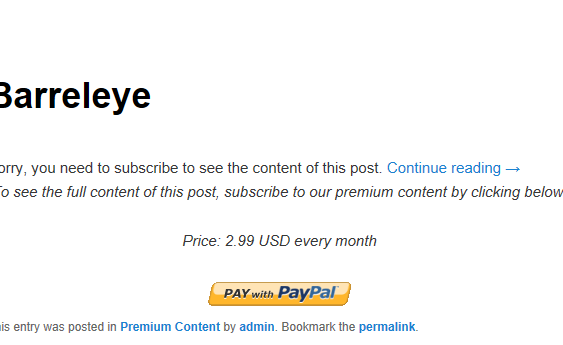 Barreleye
orry, you need to subscribe to see the content of this post. Continue reading →
To see the full content of this post, subscribe to our premium content by clicking below
Price: 2.99 USD every month
PAY with PayPal
his entry was posted in Premium Content by admin. Bookmark the permalink.